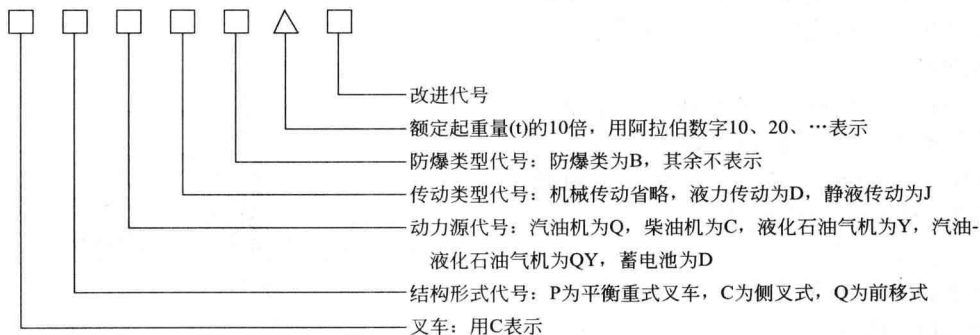 改进代号
额定起重量(t)的10倍，用阿拉伯数字10、20、…表示
防爆类型代号：防爆类为B，其余不表示
传动类型代号：机械传动省略，液力传动为D，静液传动为J
动力源代号：汽油机为Q，柴油机为C，液化石油气机为Y，汽油-
液化石油气机为QY，蓄电池为D
结构形式代号：P为平衡重式叉车，C为侧叉式，Q为前移式
叉车：用C表示